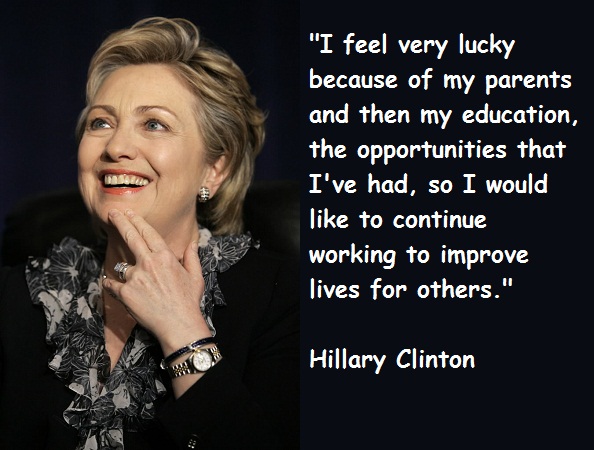 "I feel very lucky
because of my parents
and then my education,
the opportunities that
I've had, so I would
like to continue
working to improve
lives for others."
Hillary Clinton